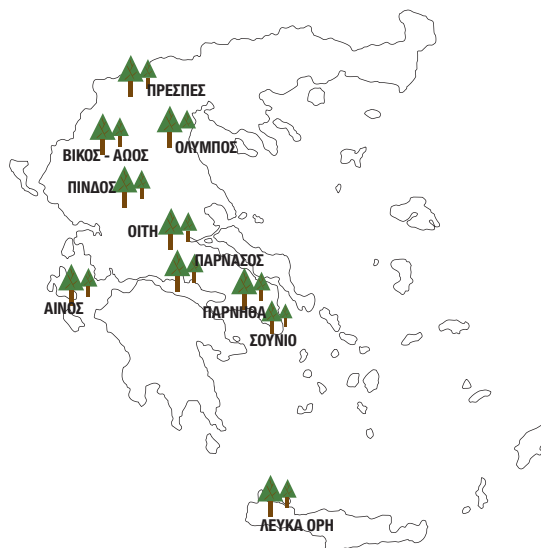 ΠΡΕΣΠΕΣ
ΟΛΥΜΠΟΣ
ΒΙΚΟΣ - ΑΩΟΣ
ΠΙΝΔΟΣ
ΟΙΤΗ
ΠΑΡΝΑΣΟΣ
ΑΙΝΟΣ
ΠΑΡΝΗΘΑ
ΣΟΥΝΙΟ
ΛΕΥΚΑ ΟΡΗ